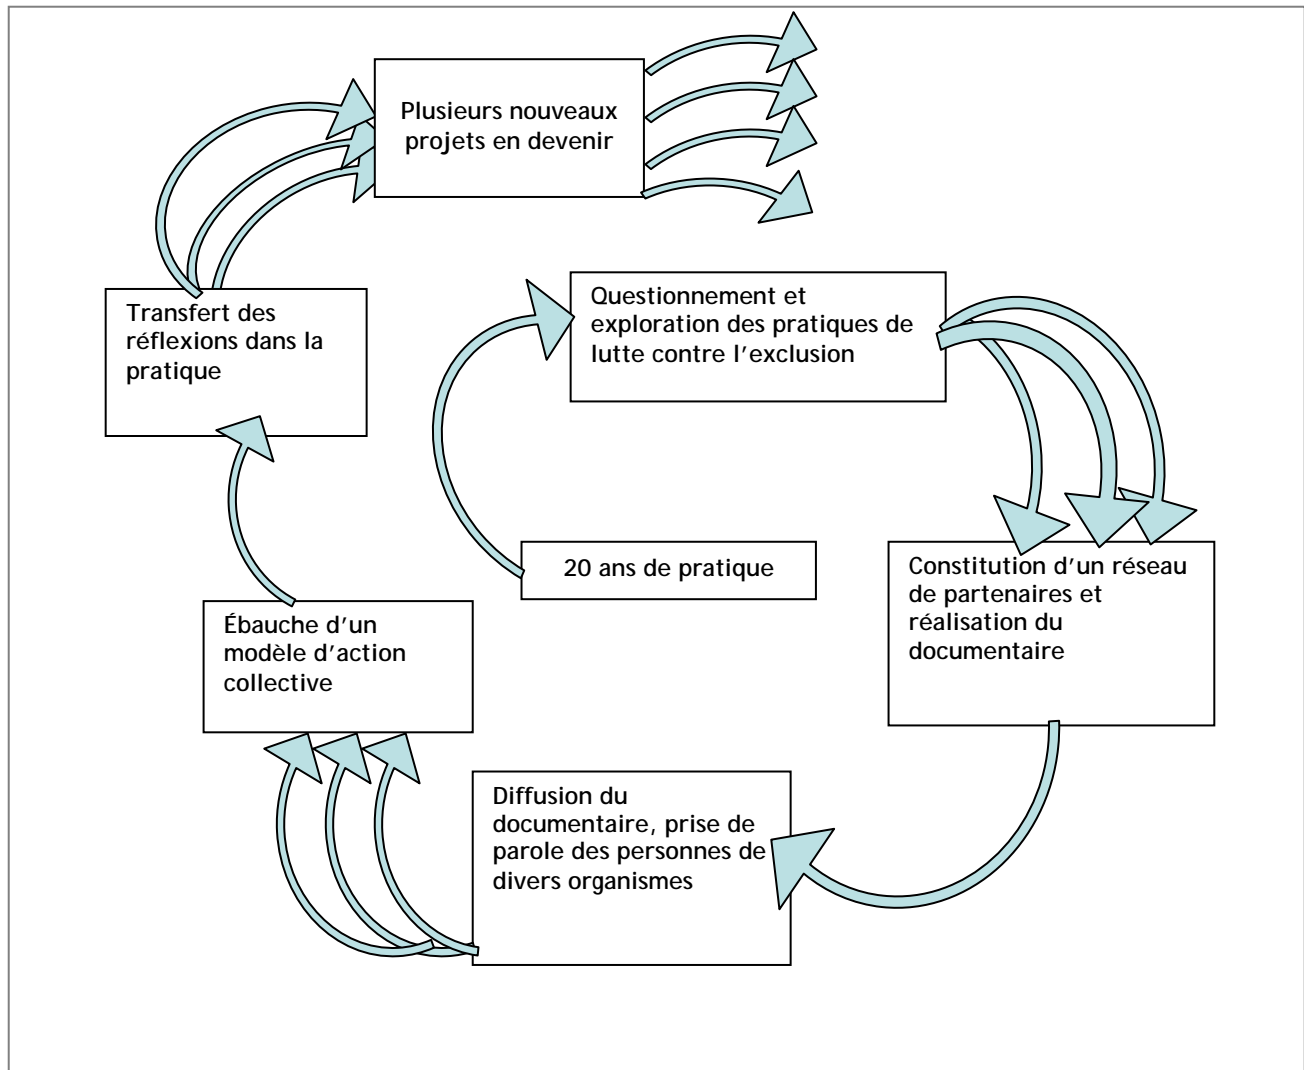 Plusieurs nouveaux
projets en devenir
Transfert des
réflexions dans la
pratique
Questionnement et
exploration des pratiques de
lutte contre l'exclusion
20 ans de pratique
Constitution d'un réseau
de partenaires et
réalisation du
documentaire
Ébauche d'un
modèle d'action
collective
Diffusion du
documentaire, prise de
parole des personnes de
divers organismes